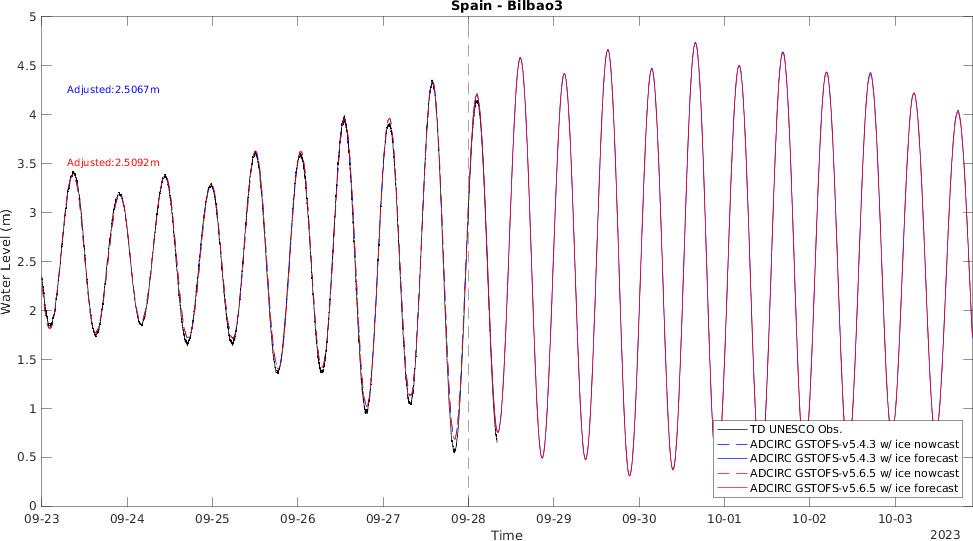 Spain - Bilbao3
5
4.5
4
3.5
3
2.5
2
1.5
1
0.5
0
Water Level (m)
Adjusted:2.5067m
Adjusted:2.5092m
TD UNESCO Obs.
ADCIRC GSTOFS-v5.4.3 w/ ice nowcast
ADCIRC GSTOFS-v5.4.3 w/ ice forecast
ADCIRC GSTOFS-v5.6.5 w/ ice nowcast
ADCIRC GSTOFS-v5.6.5 w/ ice forecast
09-23 09-24 09-25 09-26 09-27 09-28 09-29 09-30 10-01 10-02 10-03
Time
2023